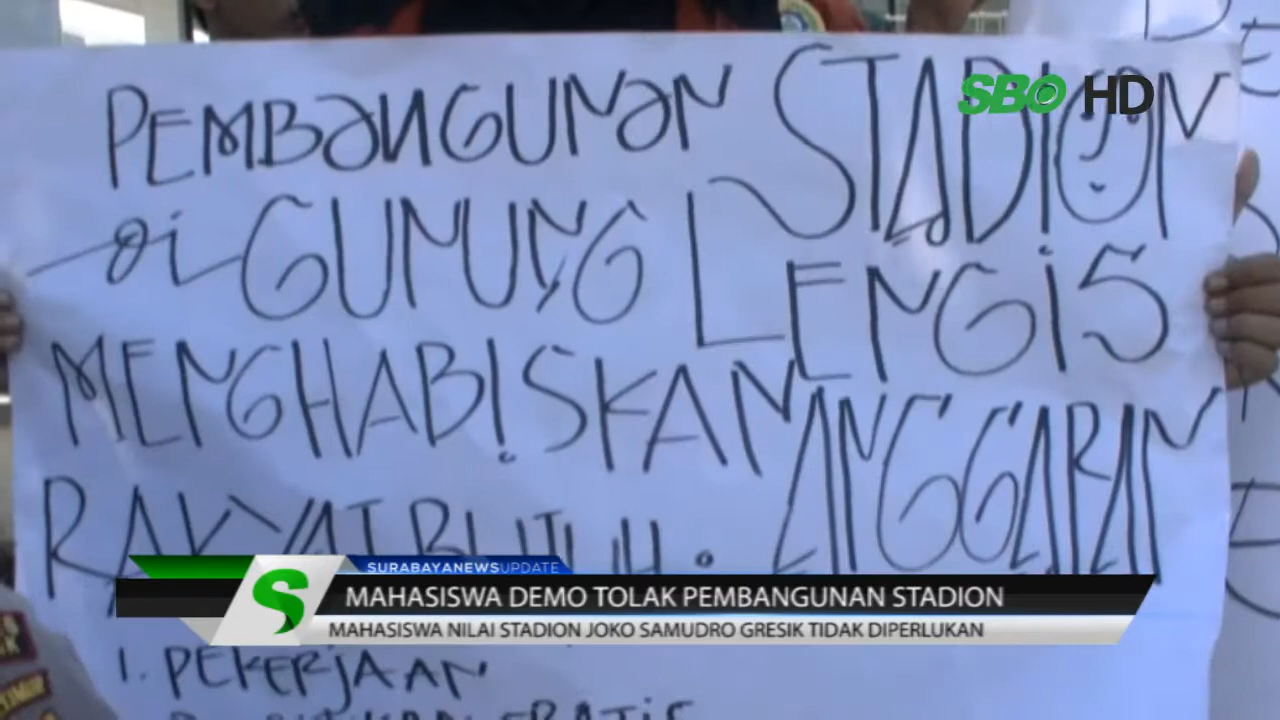 PEMBANGUNAN STADION
di GUNUNG LENGIS
MENGHABISKAN ANGGARAN
RAKYAT BUTUH :
1. PEKERJAAN
GRATIS
SBO HD
SURABAYANEWSUPDATE
MAHASISWA DEMO TOLAK PEMBANGUNAN STADION
MAHASISWA NILAI STADION JOKO SAMUDRO GRESIK TIDAK DIPERLUKAN